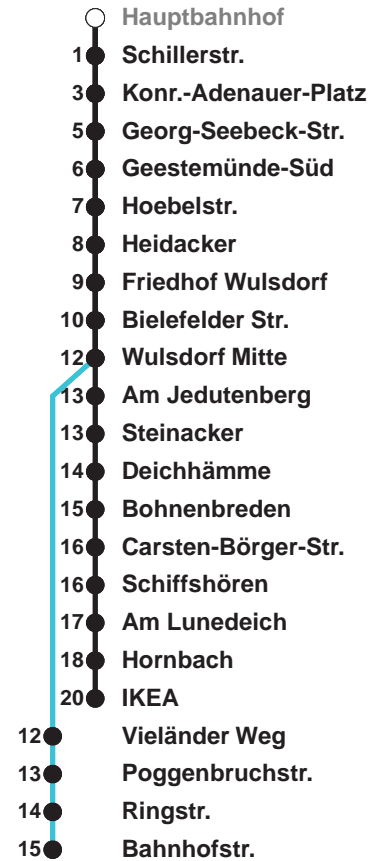 Hauptbahnhof
1 Schillerstr.
3 Konr.-Adenauer-Platz
5 Georg-Seebeck-Str.
6 Geestemünde-Süd
7 Hoebelstr.
8 Heidacker
9 Friedhof Wulsdorf
10 Bielefelder Str.
12 Wulsdorf Mitte
13 Am Jedutenberg
13 Steinacker
14 Deichhämme
15 Bohnenbreden
16 Carsten-Börger-Str.
16 Schiffshören
17 Am Lunedeich
18 Hornbach
20 IKEA
12 Vieländer Weg
13 Poggenbruchstr.
14 Ringstr.
15 Bahnhofstr.